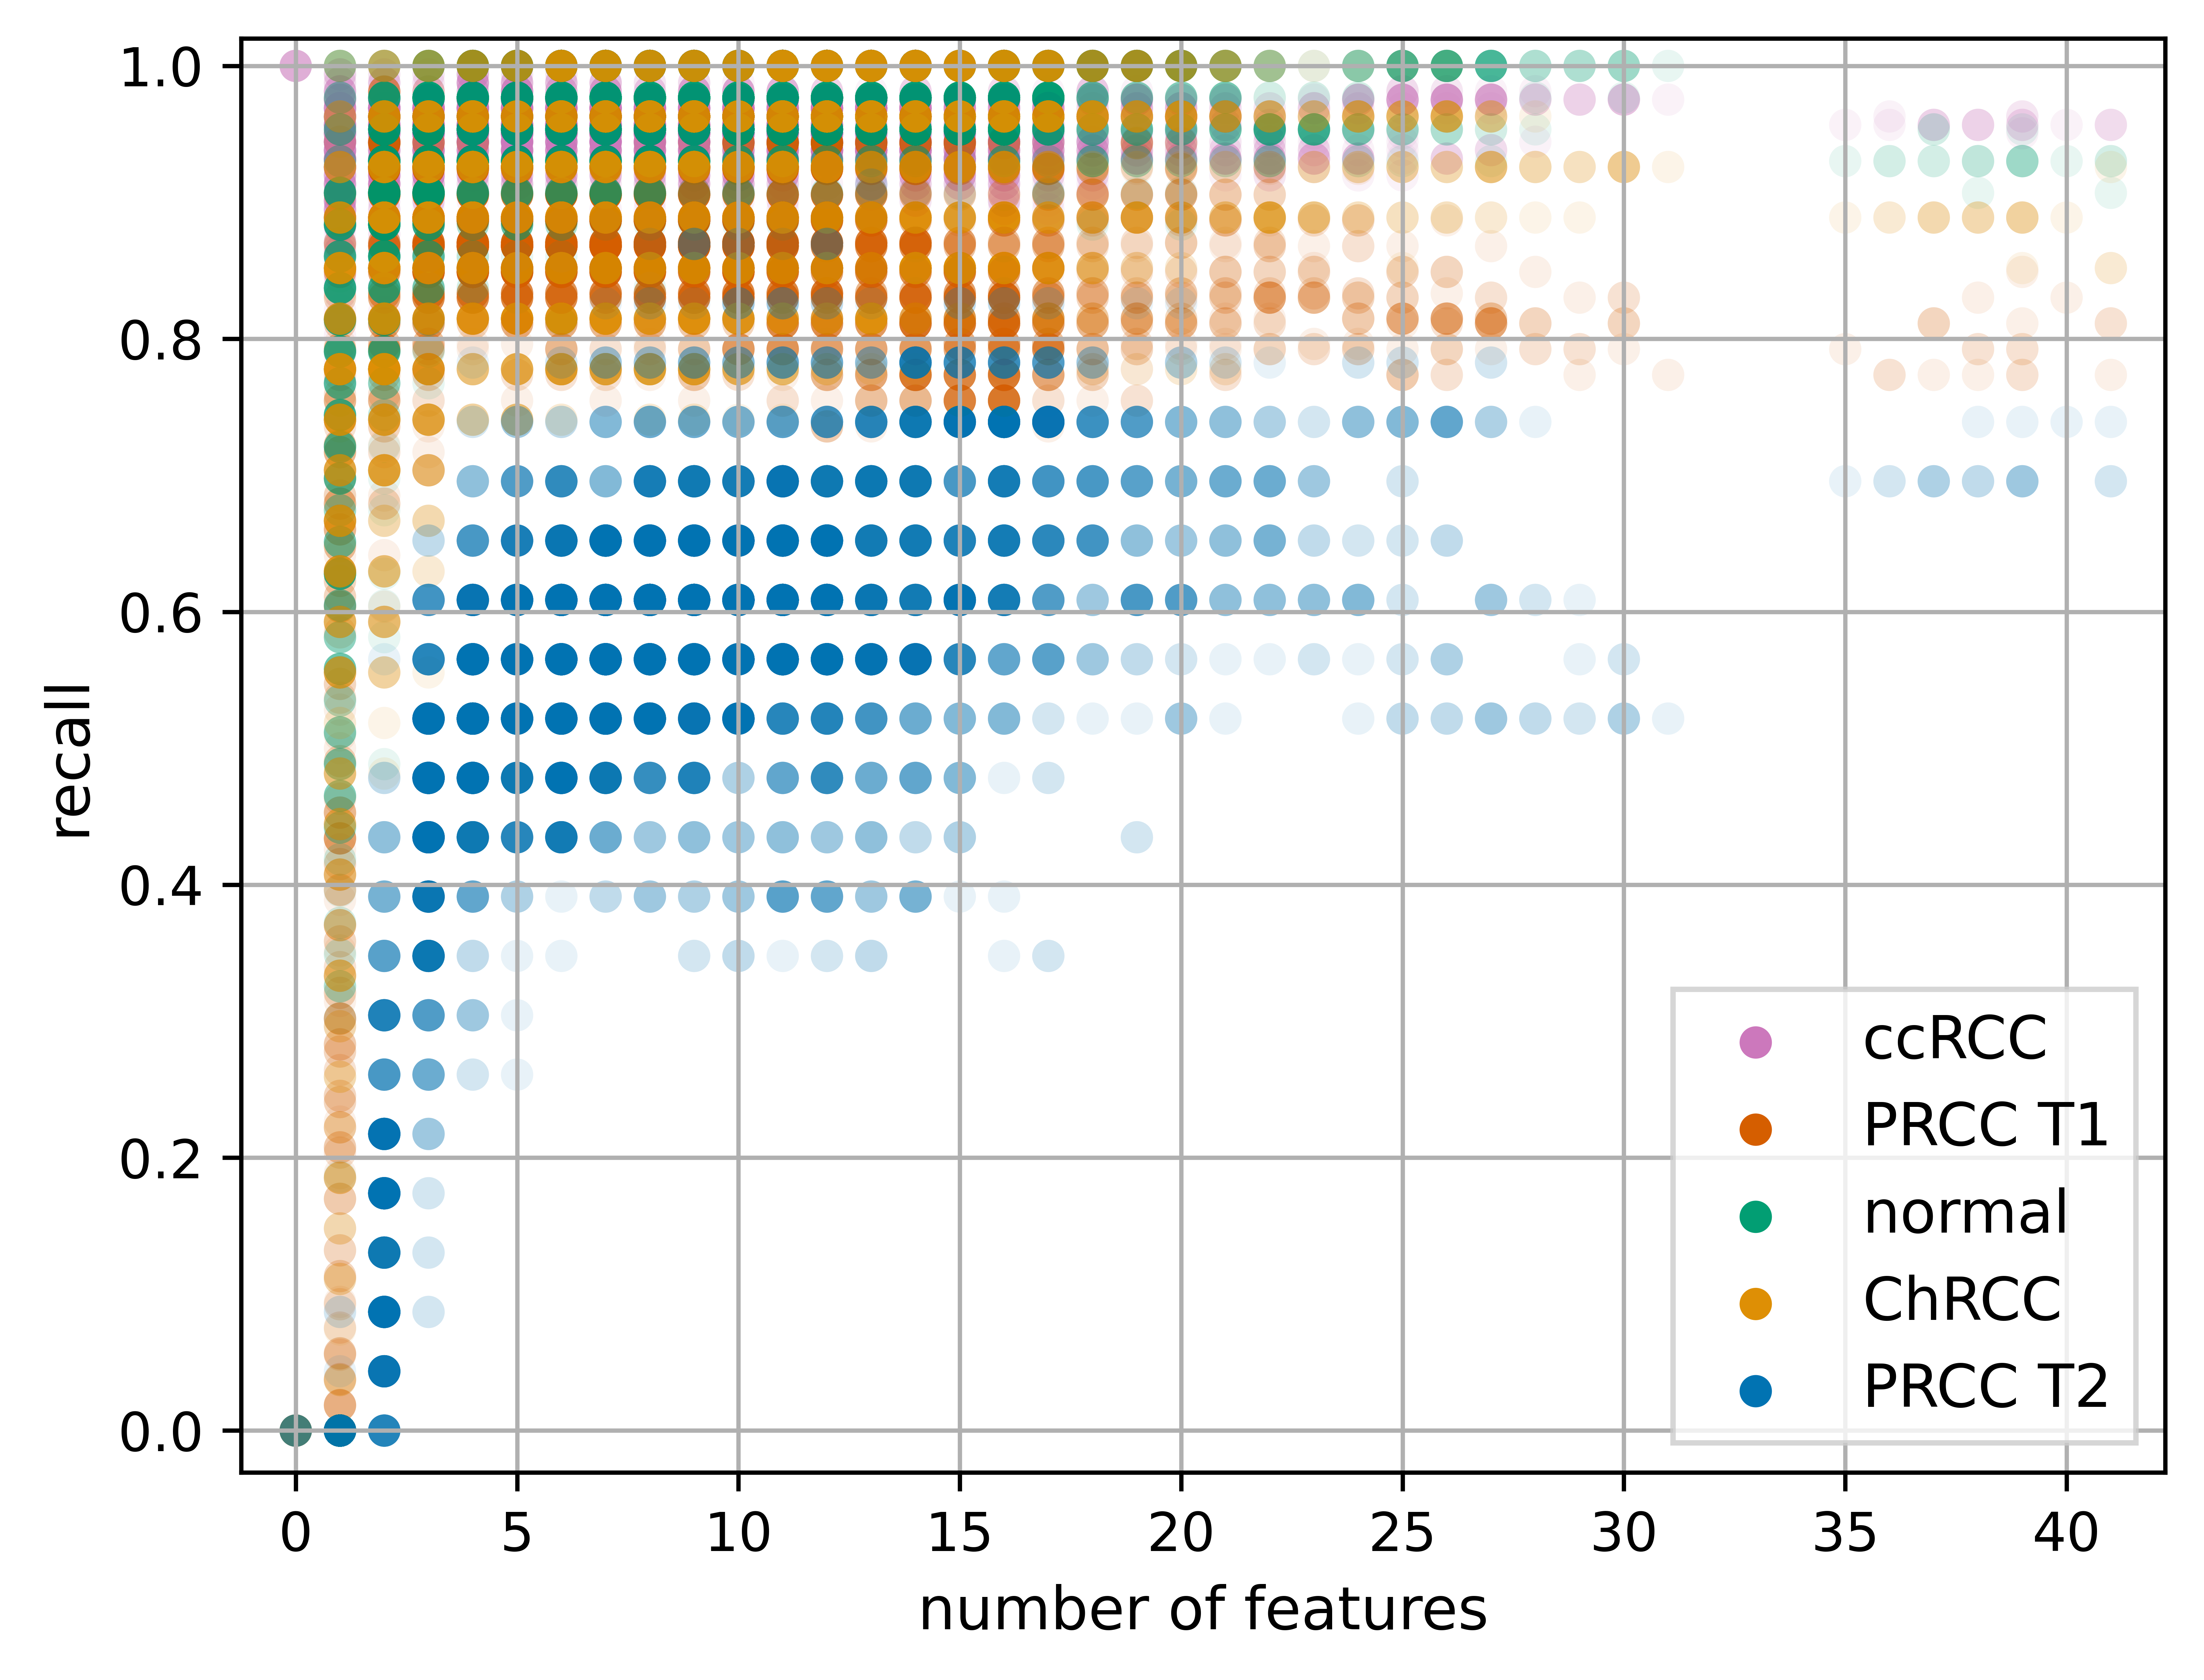 1.0
0.8
0.6
0.4
0.2
0.0
recall
0 5 10 15 20 25 30 35 40
number of features
ccRCC
PRCC T1
normal
ChRCC
PRCC T2